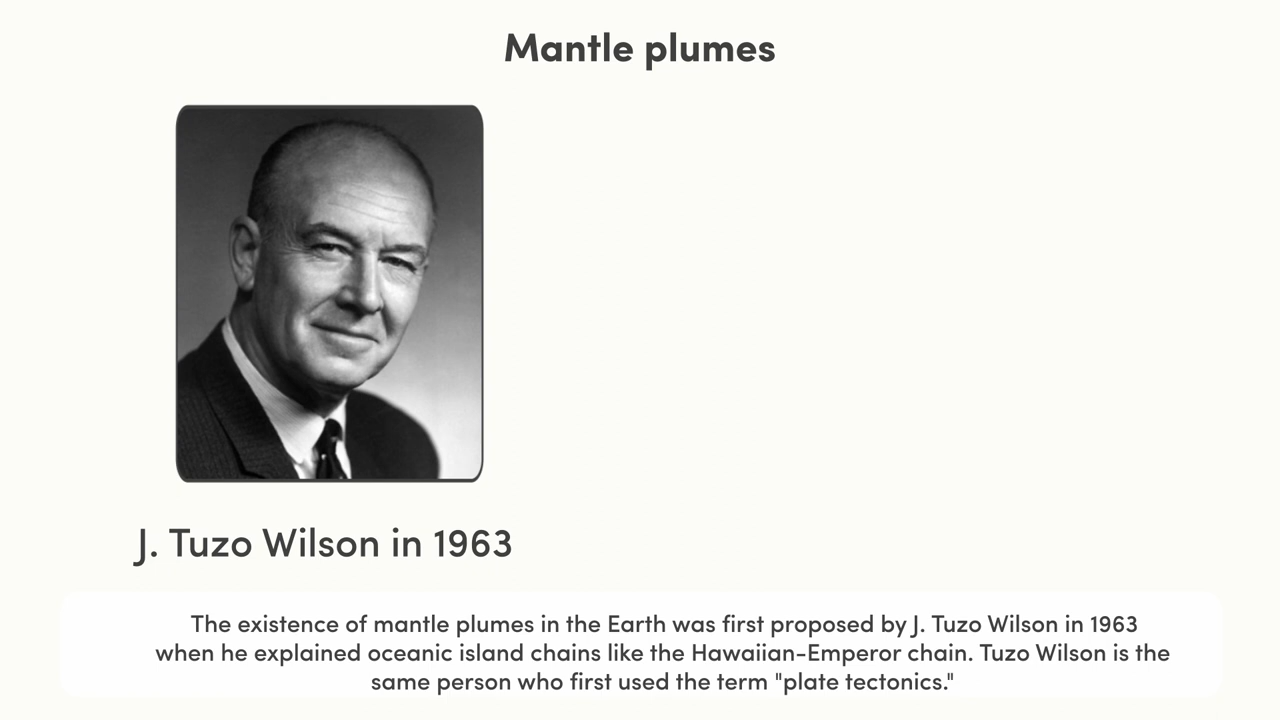 Mantle plumes
J. Tuzo Wilson in 1963
The existence of mantle plumes in the Earth was first proposed by J. Tuzo Wilson in 1963
when he explained oceanic island chains like the Hawaiian-Emperor chain. Tuzo Wilson is the
same person who first used the term "plate tectonics."